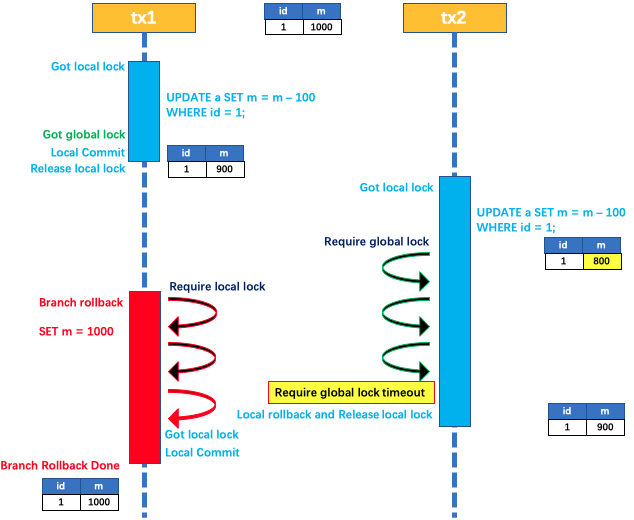 tx1
id m
1 1000
tx2
Got local lock
UPDATE a SET m = m – 100
WHERE id = 1;
Got global lock
Local Commit
Release local lock
id m
1 900
Got local lock
UPDATE a SET m = m – 100
WHERE id = 1;
Require global lock
id m
1 800
Require local lock
Branch rollback
SET m = 1000
Require global lock timeout
Local rollback and Release local lock
id m
1 900
Got local lock
Local Commit
Branch Rollback Done
id m
1 1000